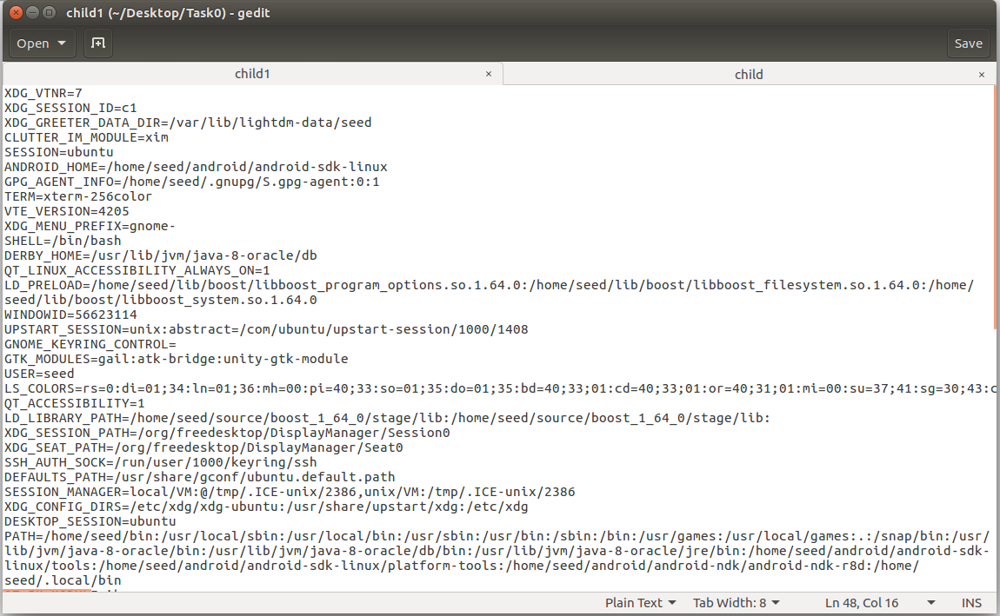 child1 (~/Desktop/Task0) - gedit
Open
Save
child1 ×
child ×
XDG_VTNR=7
XDG_SESSION_ID=c1
XDG_GREETER_DATA_DIR=/var/lib/lightdm-data/seed
CLUTTER_IM_MODULE=xim
SESSION=ubuntu
ANDROID_HOME=/home/seed/android/android-sdk-linux
GPG_AGENT_INFO=/home/seed/.gnupg/S.gpg-agent:0:1
TERM=xterm-256color
VTE_VERSION=4205
XDG_MENU_PREFIX=gnome-
SHELL=/bin/bash
DERBY_HOME=/usr/lib/jvm/java-8-oracle/db
QT_LINUX_ACCESSIBILITY_ALWAYS_ON=1
LD_PRELOAD=/home/seed/lib/boost/libboost_program_options.so.1.64.0:/home/seed/lib/boost/libboost_filesystem.so.1.64.0:/home/
seed/lib/boost/libboost_system.so.1.64.0
WINDOWID=56623114
UPSTART_SESSION=unix:abstract=/com/ubuntu/upstart-session/1000/1408
GNOME_KEYRING_CONTROL=
GTK_MODULES=gail:atk-bridge:unity-gtk-module
USER=seed
LS_COLORS=rs=0:di=01;34:ln=01;36:mh=00:pi=40;33:so=01;35:do=01;35:bd=40;33;01:cd=40;33;01:or=40;31;01:mi=00:su=37;41:sg=30;43:c
QT_ACCESSIBILITY=1
LD_LIBRARY_PATH=/home/seed/source/boost_1_64_0/stage/lib:/home/seed/source/boost_1_64_0/stage/lib:
XDG_SESSION_PATH=/org/freedesktop/DisplayManager/Session0
XDG_SEAT_PATH=/org/freedesktop/DisplayManager/Seat0
SSH_AUTH_SOCK=/run/user/1000/keyring/ssh
DEFAULTS_PATH=/usr/share/gconf/ubuntu.default.path
SESSION_MANAGER=local/VM:@/tmp/.ICE-unix/2386,unix/VM:/tmp/.ICE-unix/2386
XDG_CONFIG_DIRS=/etc/xdg/xdg-ubuntu:/usr/share/upstart/xdg:/etc/xdg
DESKTOP_SESSION=ubuntu
PATH=/home/seed/bin:/usr/local/sbin:/usr/local/bin:/usr/sbin:/usr/bin:/sbin:/bin:/usr/games:/usr/local/games:.:/snap/bin:/usr/
lib/jvm/java-8-oracle/bin:/usr/lib/jvm/java-8-oracle/db/bin:/usr/lib/jvm/java-8-oracle/jre/bin:/home/seed/android/android-sdk-
linux/tools:/home/seed/android/android-sdk-linux/platform-tools:/home/seed/android/android-ndk/android-ndk-r8d:/home/
seed/.local/bin
Plain Text Tab Width: 8 Ln 48, Col 16 INS